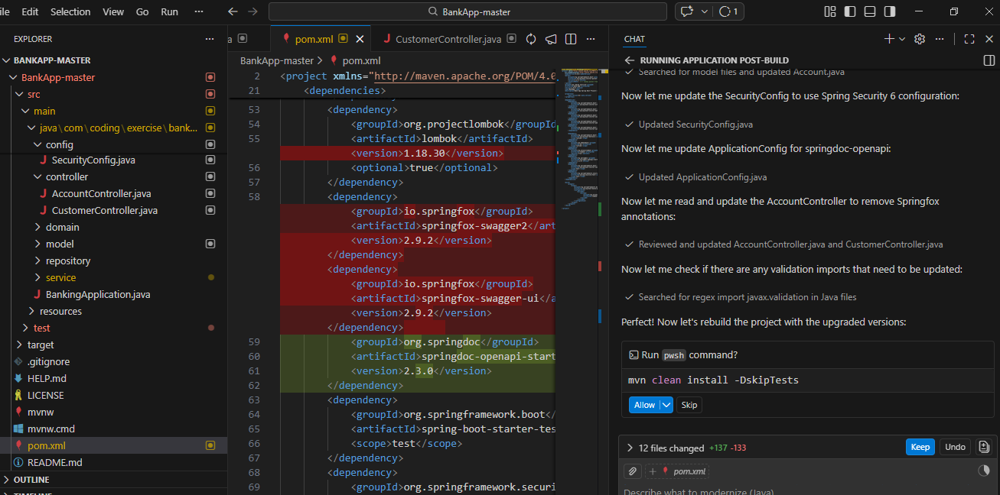 ile Edit Selection View Go Run ··· BankApp-master 1
EXPLORER ···
BANKAPP-MASTER
BankApp-master
src
main
java\com\coding\exercise\bank...
config
SecurityConfig.java
controller
AccountController.java
CustomerController.java
domain
model
repository
service
BankingApplication.java
resources
test
target
.gitignore
HELP.md
LICENSE
mvnw
mvnw.cmd
pom.xml
README.md
OUTLINE
TIMELINE
a pom.xml CustomerController.java ···
BankApp-master > pom.xml
2 <project xmlns="http://maven.apache.org/POM/4.0
21 <dependencies>
53 <dependency>
54 <groupId>org.projectlombok</groupId
55 <artifactId>lombok</artifactId>
<version>1.18.30</version>
56 <optional>true</optional>
57 </dependency>
58 <dependency>
<groupId>io.springfox</groupId>
<artifactId>springfox-swagger2</art
<version>2.9.2</version>
</dependency>
<dependency>
<groupId>io.springfox</groupId>
<artifactId>springfox-swagger-ui</a
<version>2.9.2</version>
</dependency>
59 <groupId>org.springdoc</groupId>
60 <artifactId>springdoc-openapi-start
61 <version>2.3.0</version>
62 </dependency>
63 <dependency>
64 <groupId>org.springframework.boot</
65 <artifactId>spring-boot-starter-tes
66 <scope>test</scope>
67 </dependency>
68 <dependency>
69 <groupId>org.springframework.securi
CHAT
RUNNING APPLICATION POST-BUILD
Searched for model files and updated Account.java
Now let me update the SecurityConfig to use Spring Security 6 configuration:
Updated SecurityConfig.java
Now let me update ApplicationConfig for springdoc-openapi:
Updated ApplicationConfig.java
Now let me read and update the AccountController to remove Springfox
annotations:
Reviewed and updated AccountController.java and CustomerController.java
Now let me check if there are any validation imports that need to be updated:
Searched for regex import javax.validation in Java files
Perfect! Now let's rebuild the project with the upgraded versions:
Run pwsh command?
mvn clean install -DskipTests
Allow Skip
12 files changed +137 -133 Keep Undo
+ pom.xml
Describe what to modernize (Java)